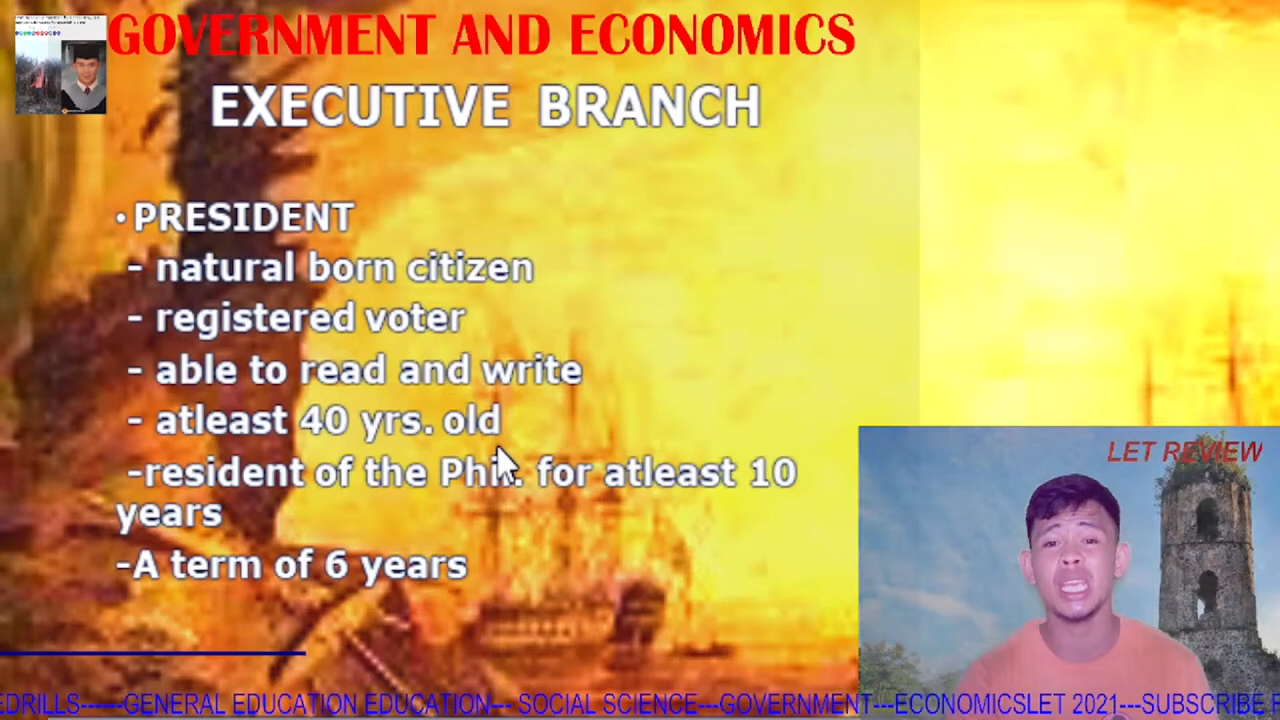 GOVERNMENT AND ECONOMICS
EXECUTIVE BRANCH
• PRESIDENT
- natural born citizen
- registered voter
- able to read and write
- atleast 40 yrs. old
-resident of the Phil. for atleast 10
years
-A term of 6 years
LET REVIEW
EDRILLS------GENERAL EDUCATION EDUCATION--- SOCIAL SCIENCE---GOVERNMENT---ECONOMICSLET 2021---SUBSCRIBE